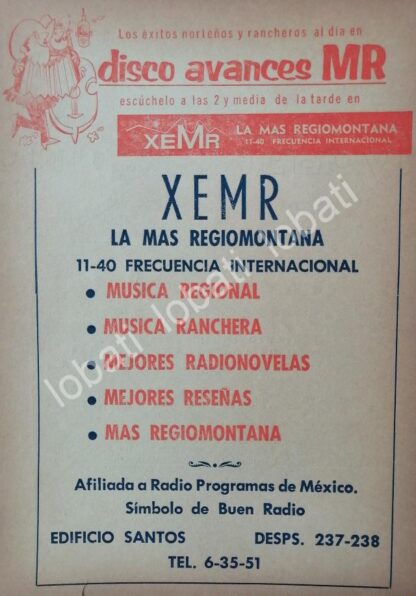 Los éxitos norteños y rancheros al día en
disco avances MR
escúchelo a las 2 y media de la tarde en
XEMR LA MAS REGIOMONTANA
11-40 FRECUENCIA INTERNACIONAL
XEMR
LA MAS REGIOMONTANA
11-40 FRECUENCIA INTERNACIONAL
• MUSICA REGIONAL
• MUSICA RANCHERA
• MEJORES RADIONOVELAS
• MEJORES RESEÑAS
• MAS REGIOMONTANA
Afiliada a Radio Programas de México.
Símbolo de Buen Radio
EDIFICIO SANTOS DESPS. 237-238
TEL. 6-35-51
lobati lobati lobati